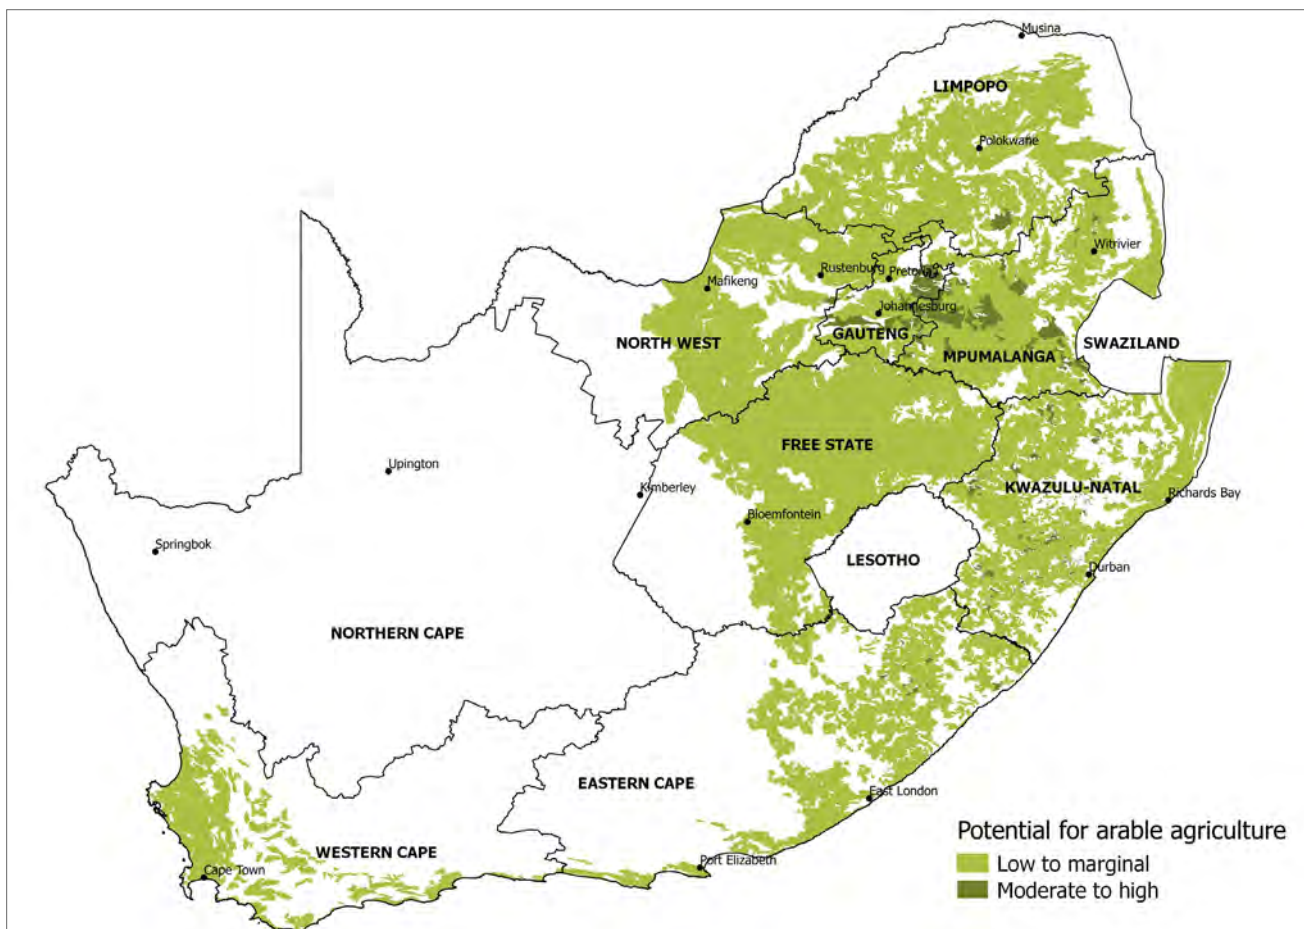 Musina
LIMPOPO
Polokwane
Witrivier
Rustenburg
Pretoria
Mafikeng
Johannesburg
GAUTENG
NORTH WEST
SWAZILAND
MPUMALANGA
FREE STATE
Upington
KWAZULU-NATAL
Kimberley
Richards Bay
Bloemfontein
Springbok
LESOTHO
Durban
NORTHERN CAPE
EASTERN CAPE
East London
Potential for arable agriculture
WESTERN CAPE
Port Elizabeth
Low to marginal
Cape Town
Moderate to high